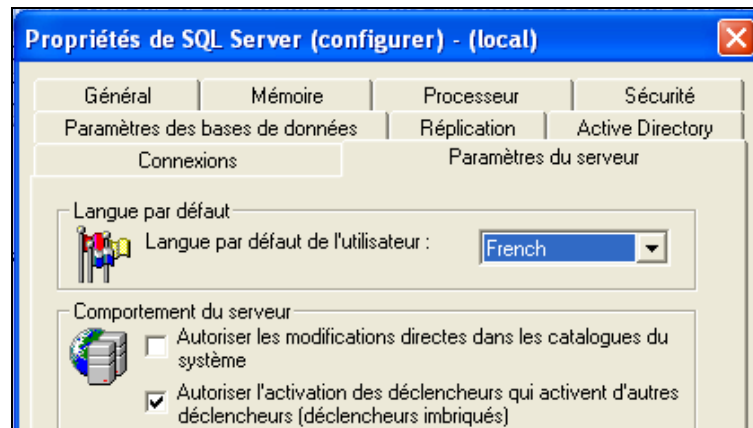 Propriétés de SQL Server (configurer) - (local)
Général Mémoire Processeur Sécurité
Paramètres des bases de données Réplication Active Directory
Connexions Paramètres du serveur
Langue par défaut
Langue par défaut de l'utilisateur : French
Comportement du serveur
Autoriser les modifications directes dans les catalogues du
système
Autoriser l'activation des déclencheurs qui activent d'autres
déclencheurs (déclencheurs imbriqués)